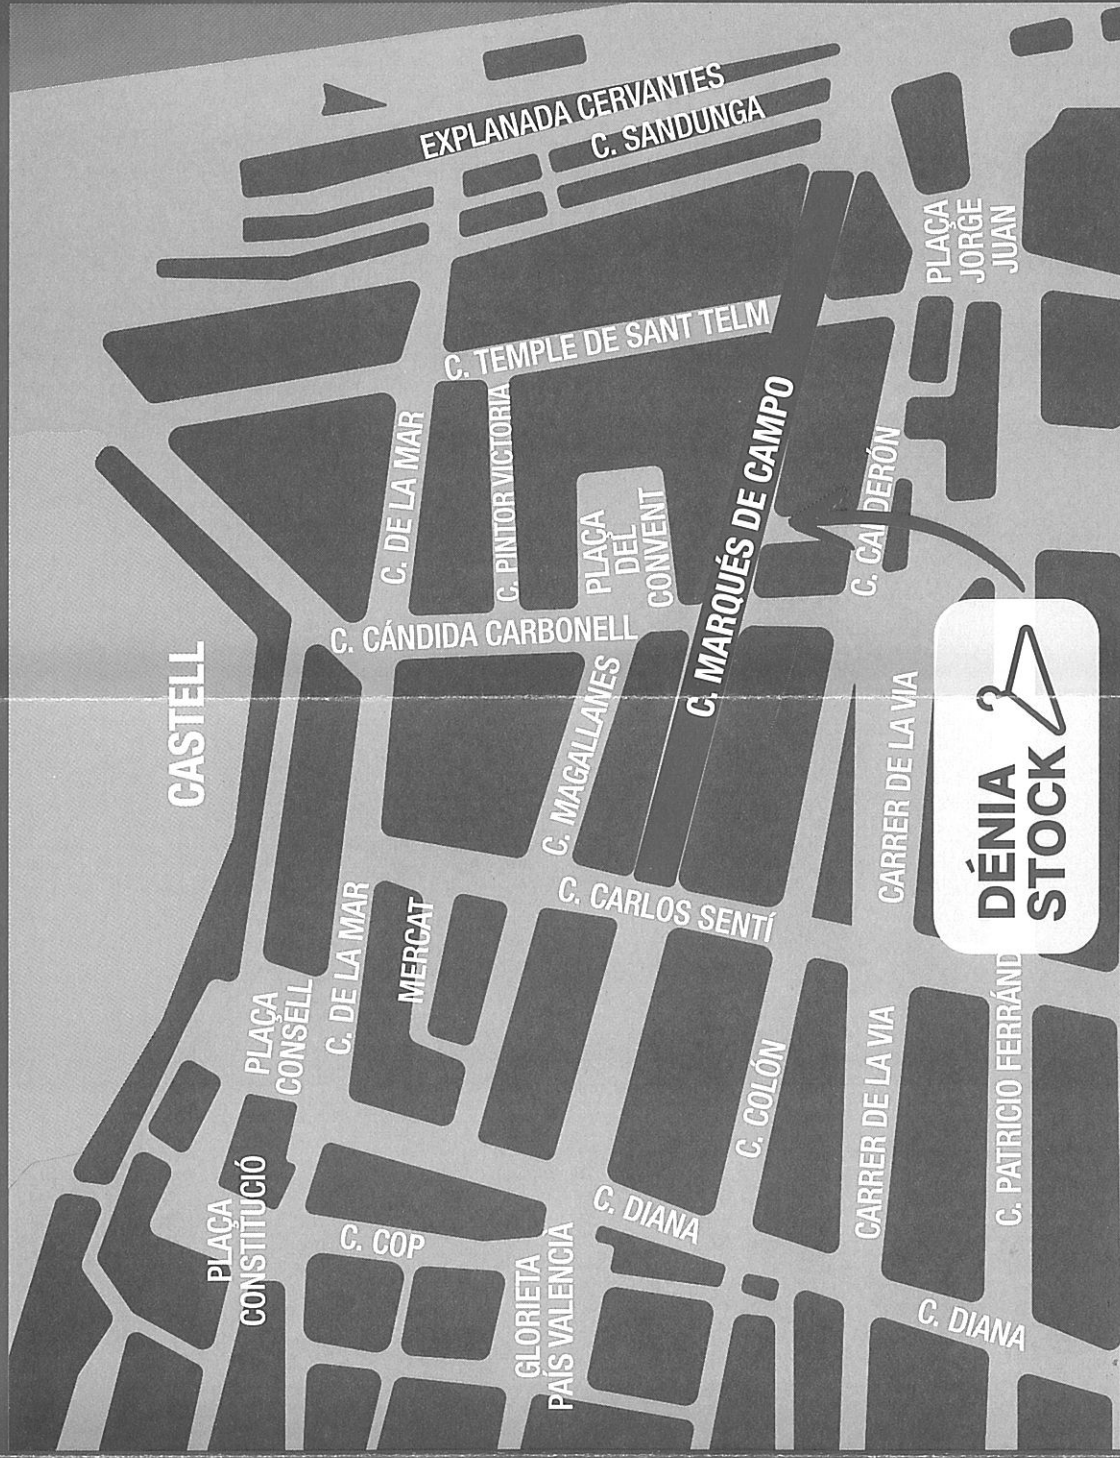 EXPLANADA CERVANTES
C. SANDUNGA
PLAÇA
JORGE
JUAN
C. TEMPLE DE SANT TELM
C. DE LA MAR
C. PINTOR VICTORIA
PLAÇA
DEL
CONVENT
C. MARQUÉS DE CAMPO
C. CALDERÓN
C. CÁNDIDA CARBONELL
CASTELL
C. MAGALLANES
CARRER DE LA VIA
DÉNIA
STOCK
C. CARLOS SENTÍ
C. DE LA MAR
MERCAT
PLAÇA
CONSELL
C. COLÓN
CARRER DE LA VIA
C. PATRICIO FERRÁND
PLAÇA
CONSTITUCIÓ
C. COP
C. DIANA
GLORIETA
PAÍS VALENCIA
C. DIANA